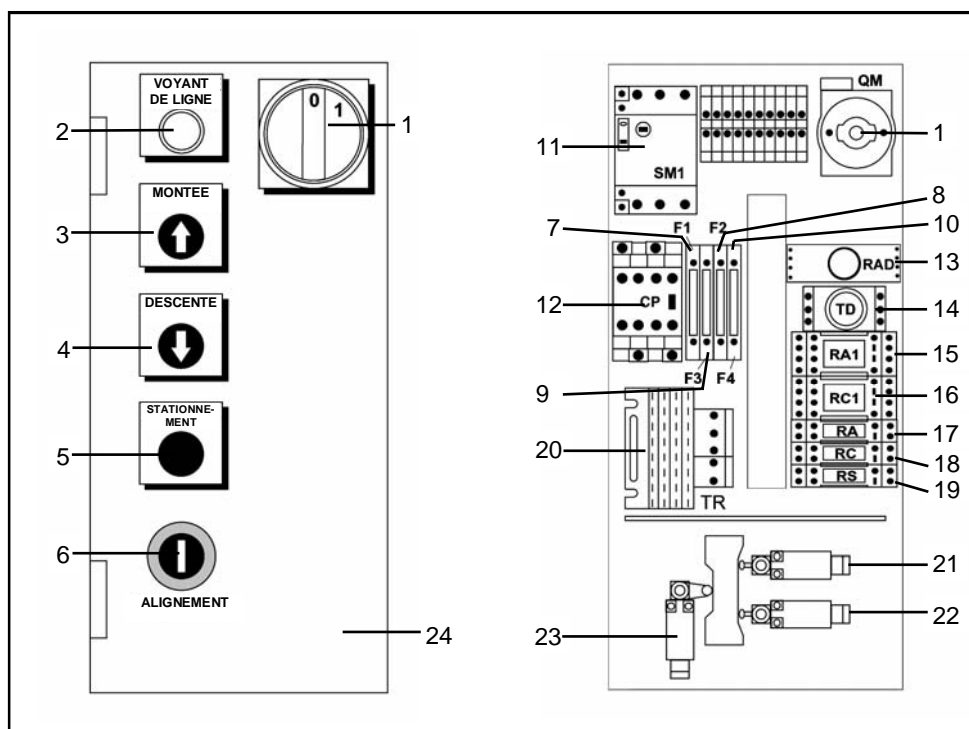 VOYANT
DE LIGNE
0
1
2
1
MONTEE
3
DESCENTE
4
STATIONNE-
MENT
5
6
ALIGNEMENT
24
QM
1
11
SM1
8
7
F1
F2
10
RAD
13
12
CP
TD
14
RA1
15
F3
F4
9
RC1
16
RA
17
20
RC
18
RS
19
TR
21
22
23